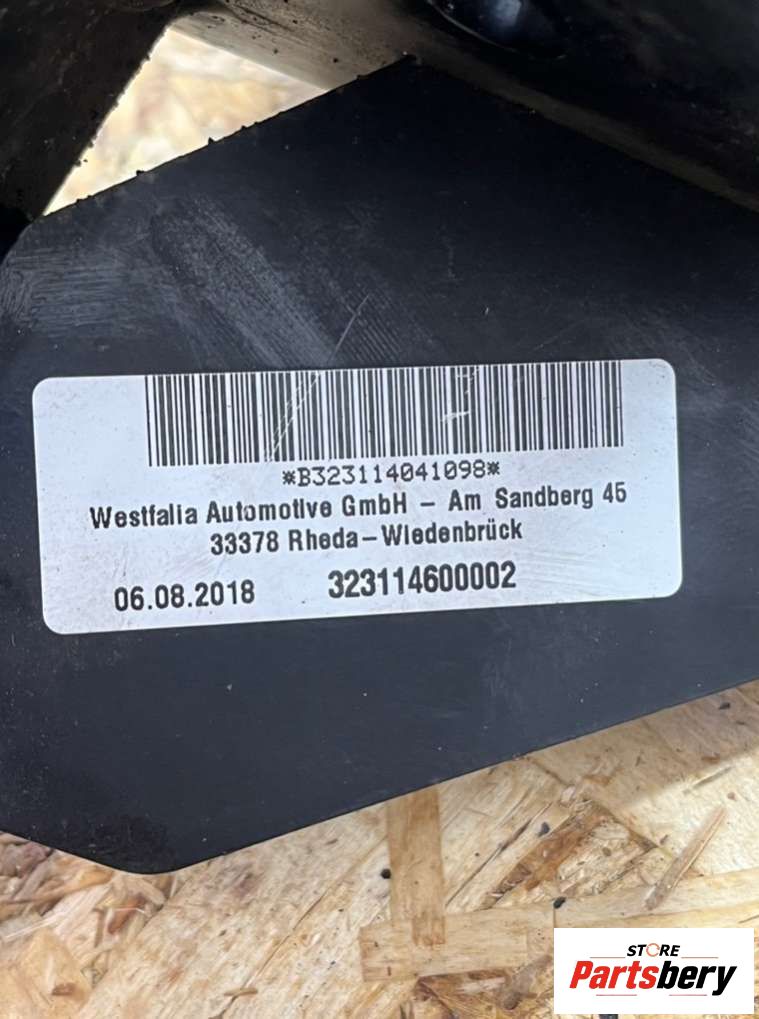 *B323114041098*
Westfalia Automotive GmbH - Am Sandberg 45
33378 Rheda-Wiedenbrück
06.08.2018 323114600002
STORE
Partsbery